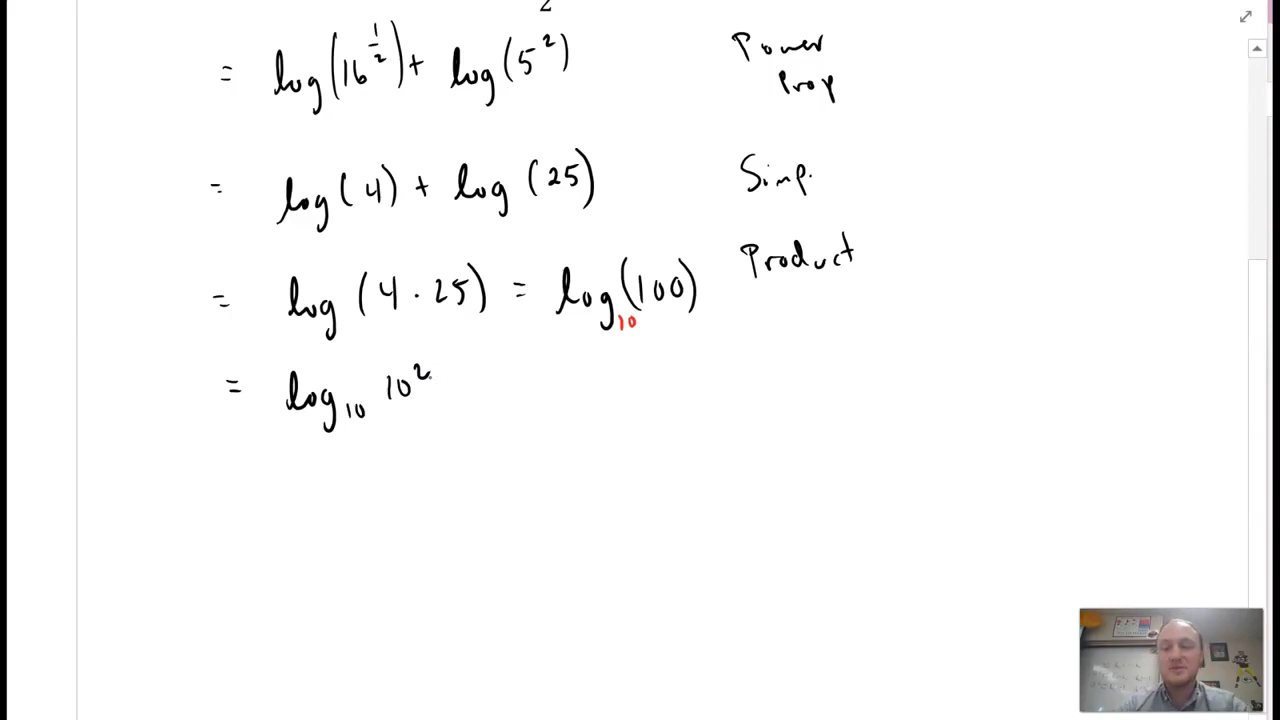 2
= log(16^{1/2}) + log(5²) Power
Prop
= log(4) + log(25) Simp.
= log(4·25) = log₁₀(100) Product
= log₁₀ 10²